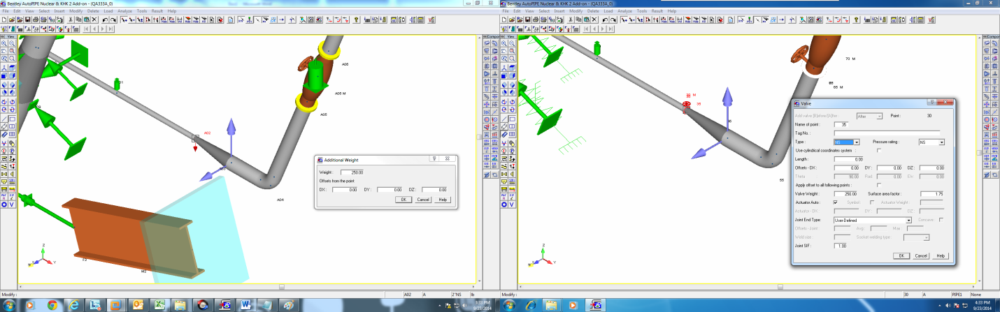 Bentley AutoPIPE Nuclear & KHK 2 Add-on - (QA333A_0)
File Edit View Select Insert Modify Delete Load Analyze Tools Result Help
View
Compon
A01
A02
A03
A04
A05
A05 M
A06
M2
Additional Weight
Weight : 250.00
Offsets from the point
DX : 0.00 DY : 0.00 DZ : 0.00
OK Cancel Help
Z
Y
Modify :
A02 A 2"NS lb
3:33 PM
9/23/2014
Bentley AutoPIPE Nuclear & KHK 2 Add-on - (QA333A_0)
File Edit View Select Insert Modify Delete Load Analyze Tools Result Help
View
Compon
70 M
65 M
M
55
Valve
Add valve (B)efore/(A)fter : After Point : 30
Name of point : 35
Tag No. :
Type : NS Pressure rating : NS
Use cylindrical coordinates system :
Length : 0.00
Offsets - DX : 0.00 DY : 0.00 DZ : 0.00
Theta 90.00 Rad: 0.00 Elv: 0.00
Apply offset to all following points :
Valve Weight : 250.00 Surface area factor : 1.75
Actuator Auto : Symbol: Actuator Weight :
Actuator - DX : DY : DZ :
Joint End Type: User-Defined Concave :
Offsets - Joint : Avg: Max:
Weld size : Socket welding type :
Joint SIF : 1.00
OK Cancel Help
Z
Y
Modify :
30 A PIPE1 None
4:33 PM
9/23/2014